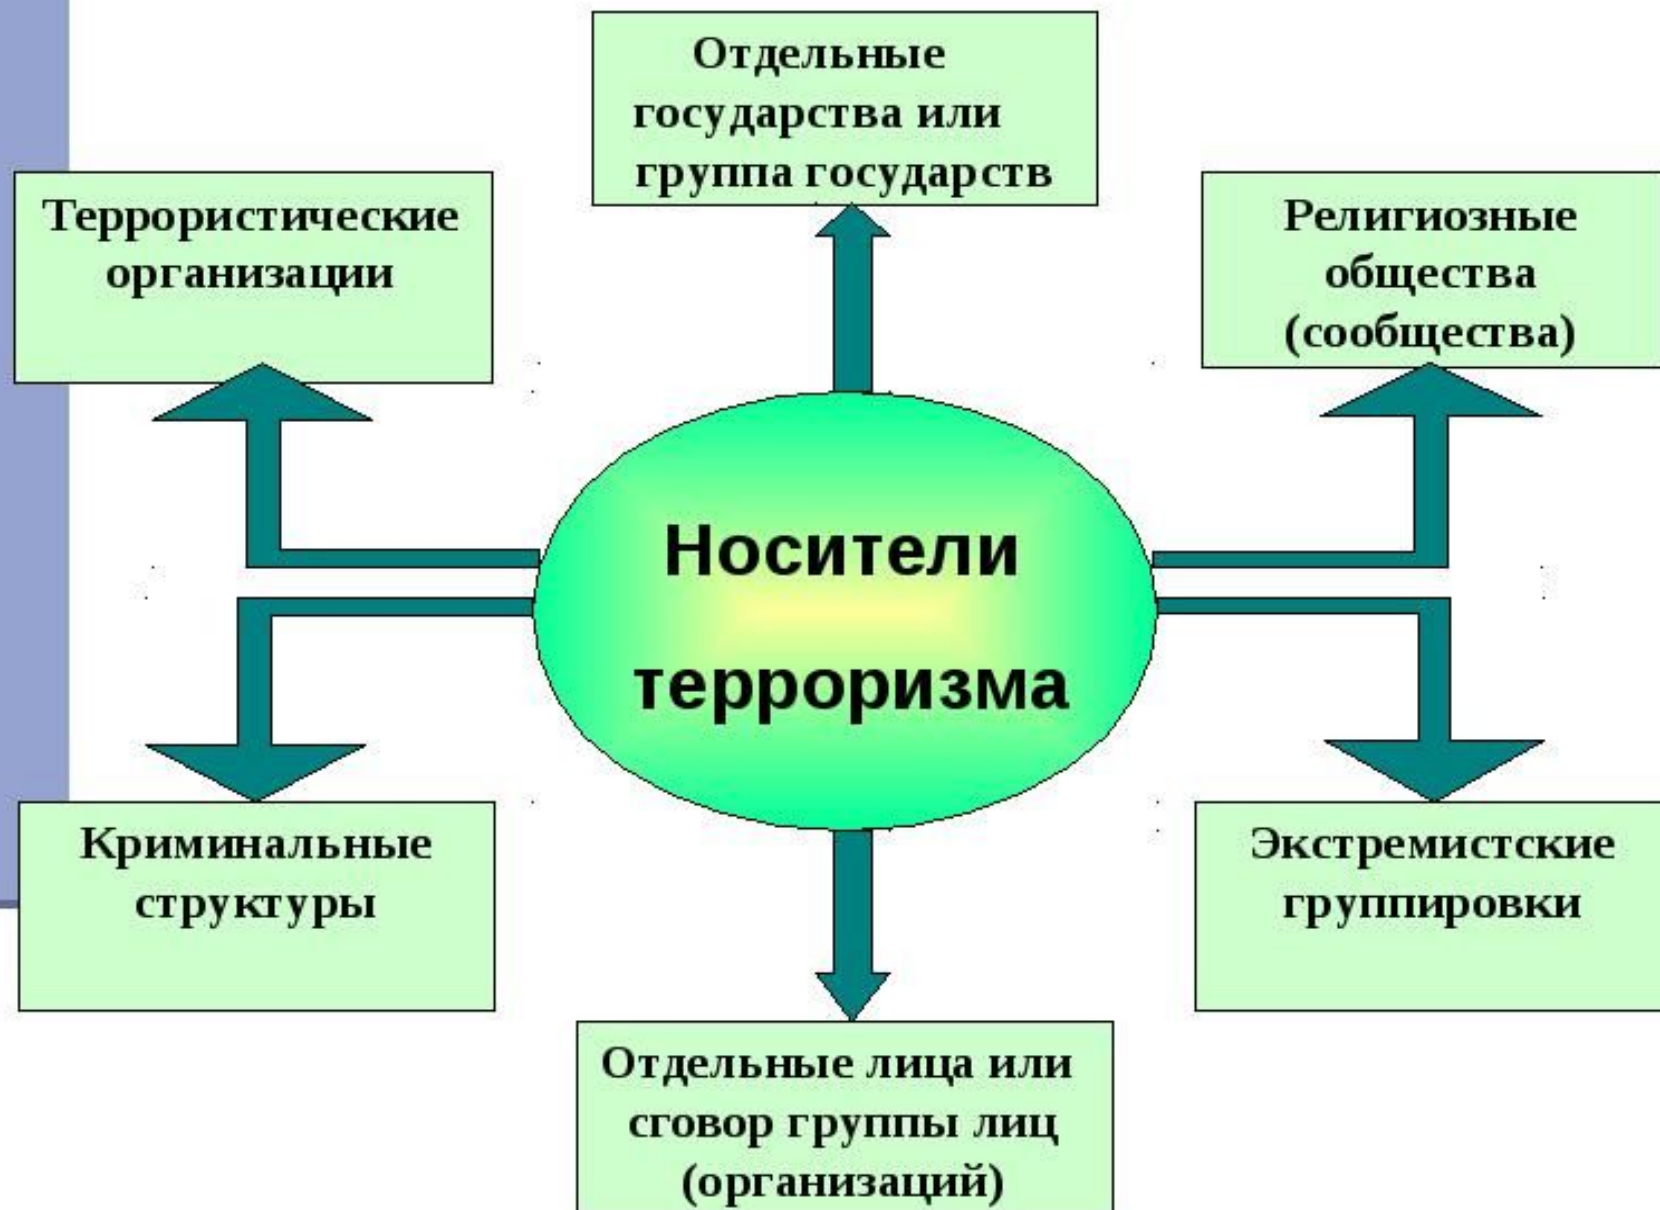 Отдельные
государства или
группа государств
Террористические
организации
Религиозные
общества
(сообщества)
Носители
терроризма
Криминальные
структуры
Экстремистские
группировки
Отдельные лица или
сговор группы лиц
(организаций)